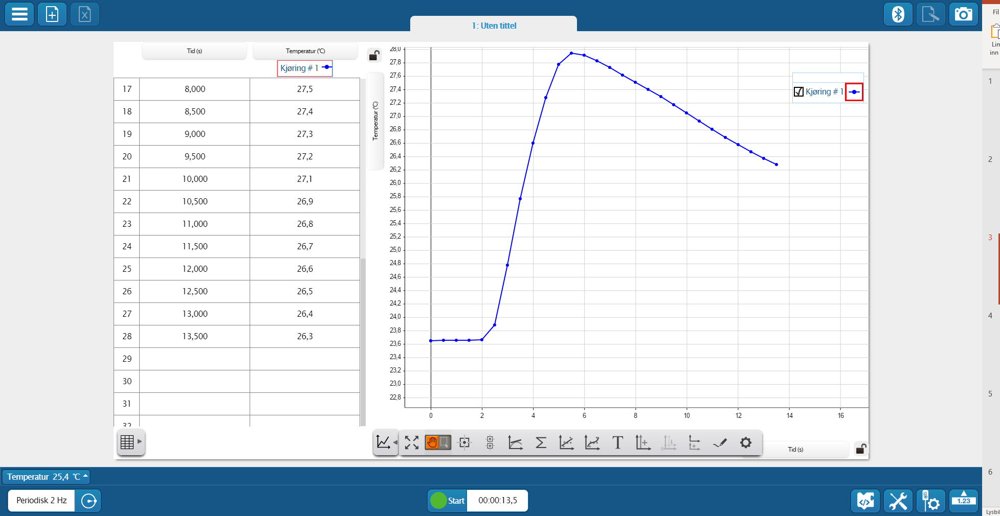 1: Uten tittel
Fil
Lim
inn
Tid (s)
Temperatur (°C)
Kjøring # 1
17 8,000 27,5
18 8,500 27,4
19 9,000 27,3
20 9,500 27,2
21 10,000 27,1
22 10,500 26,9
23 11,000 26,8
24 11,500 26,7
25 12,000 26,6
26 12,500 26,5
27 13,000 26,4
28 13,500 26,3
29
30
31
32
Temperatur (°C)
28,0
27,8
27,6
27,4
27,2
27,0
26,8
26,6
26,4
26,2
26,0
25,8
25,6
25,4
25,2
25,0
24,8
24,6
24,4
24,2
24,0
23,8
23,6
23,4
23,2
23,0
22,8
0 2 4 6 8 10 12 14 16
Kjøring # 1
T
Σ
Tid (s)
1
2
3
4
5
6
Temperatur 25,4 °C
Periodisk 2 Hz
Start
00:00:13,5
</>
1.23
Lysbil